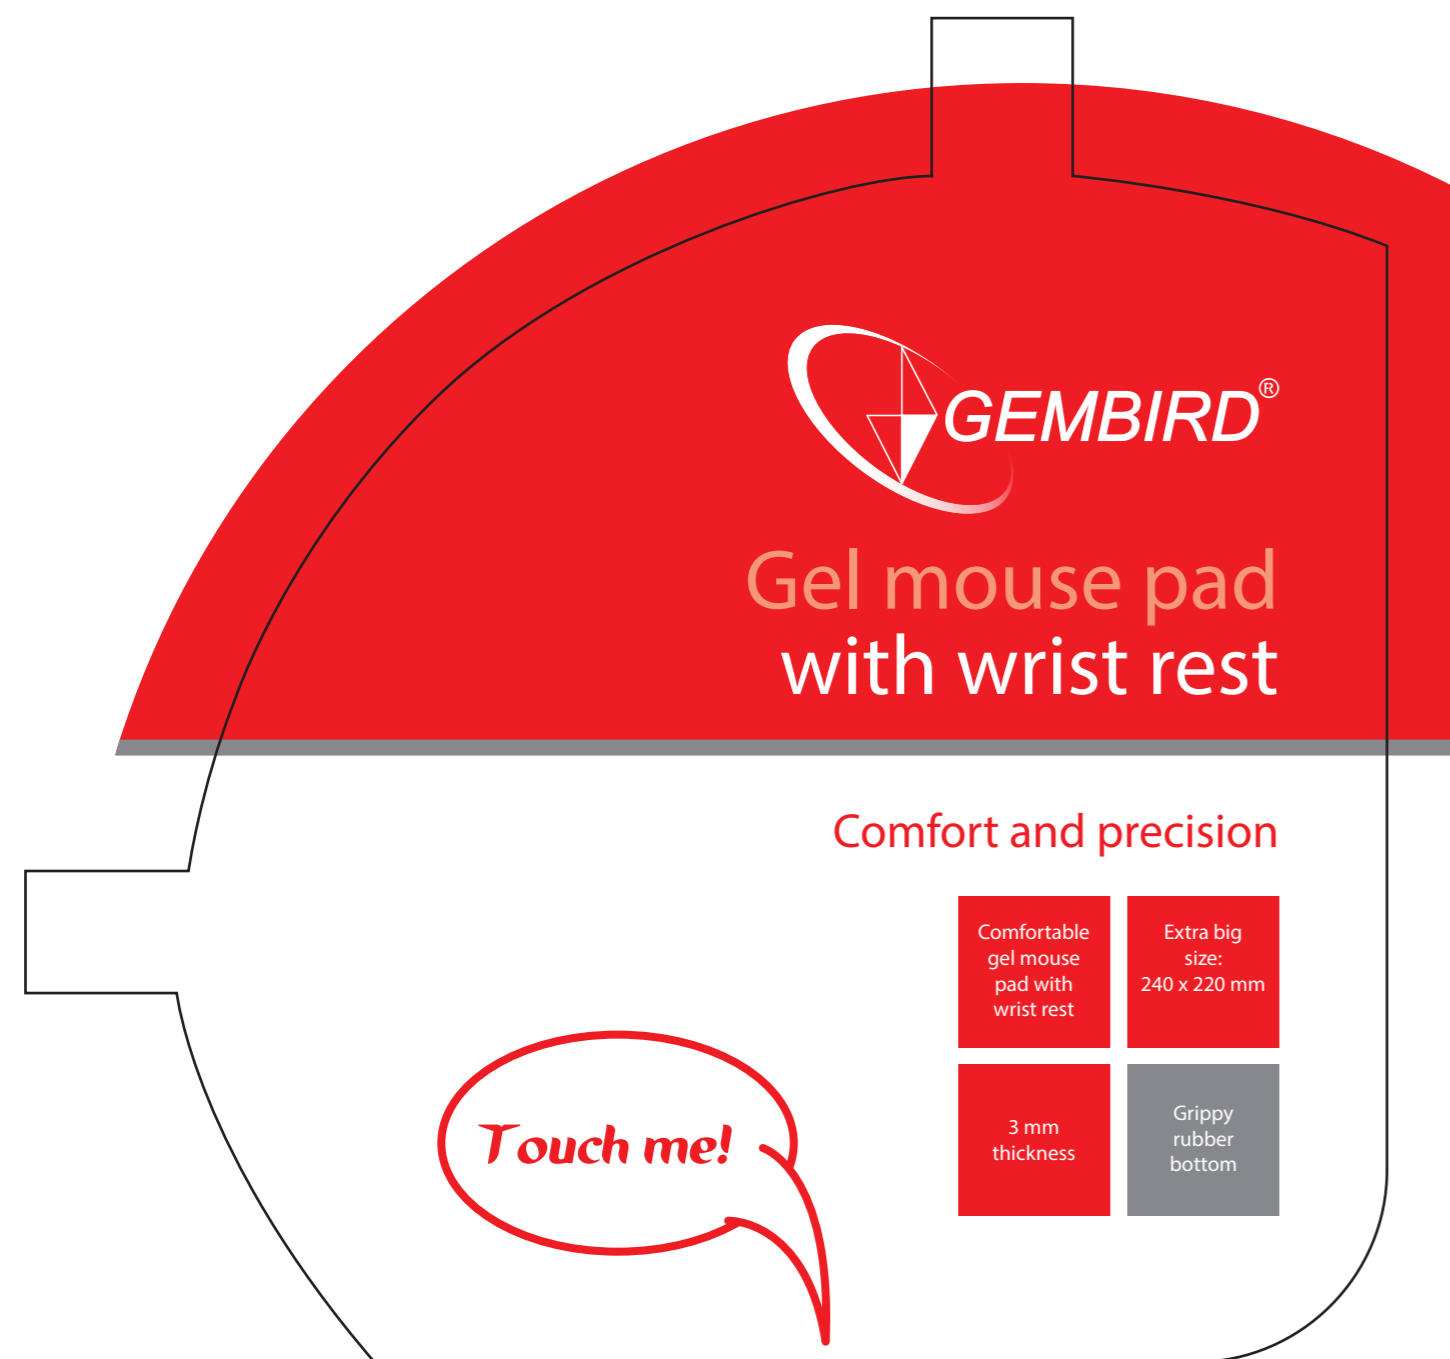 GEMBIRD®
Gel mouse pad
with wrist rest
Comfort and precision
Comfortable
gel mouse
pad with
wrist rest
Extra big
size:
240 x 220 mm
3 mm
thickness
Grippy
rubber
bottom
Touch me!